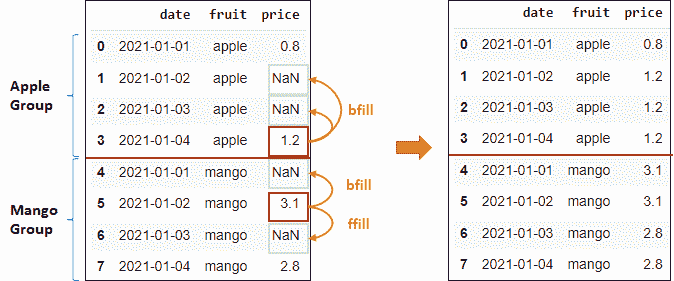 date fruit price
0 2021-01-01 apple 0.8
1 2021-01-02 apple NaN
2 2021-01-03 apple NaN
3 2021-01-04 apple 1.2
4 2021-01-01 mango NaN
5 2021-01-02 mango 3.1
6 2021-01-03 mango NaN
7 2021-01-04 mango 2.8
Apple
Group
Mango
Group
bfill
bfill
ffill
date fruit price
0 2021-01-01 apple 0.8
1 2021-01-02 apple 1.2
2 2021-01-03 apple 1.2
3 2021-01-04 apple 1.2
4 2021-01-01 mango 3.1
5 2021-01-02 mango 3.1
6 2021-01-03 mango 2.8
7 2021-01-04 mango 2.8